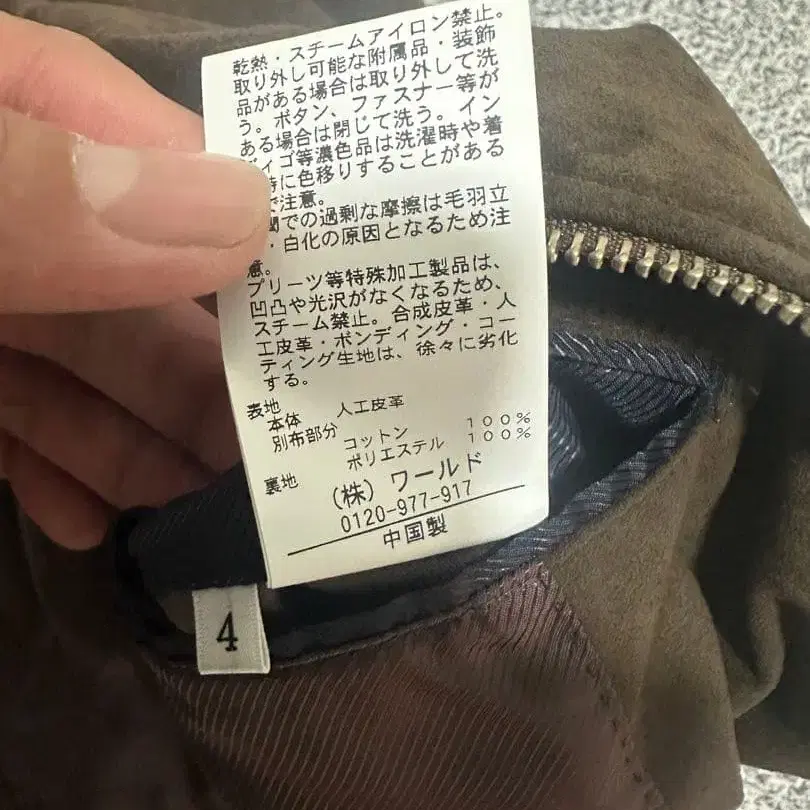 乾熱・スチームアイロン禁止。
取り外し可能な附属品・装飾
品がある場合は取り外して洗
う。ボタン、ファスナー等が
ある場合は閉じて洗う。イン
ディゴ等濃色品は洗濯時や着
時に色移りすることがある
で注意。
での過剰な摩擦は毛羽立
・白化の原因となるため注
意。
プリーツ等特殊加工製品は、
凹凸や光沢がなくなるため、
スチーム禁止。合成皮革・人
工皮革・ボンディング・コー
ティング生地は、徐々に劣化
する。
表地
本体 人工皮革
別布部分 コットン 100%
裏地 ポリエステル 100%
(株) ワールド
0120-977-917
中国製
4